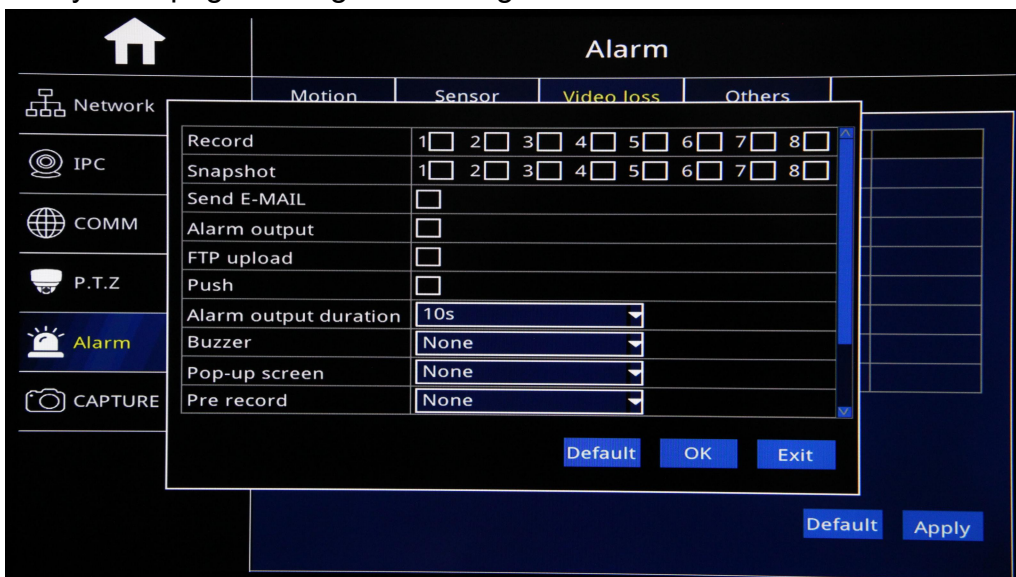 Alarm
Network
Motion Sensor Video loss Others
Record 1 2 3 4 5 6 7 8
IPC
Snapshot 1 2 3 4 5 6 7 8
Send E-MAIL
COMM
Alarm output
FTP upload
P.T.Z
Push
Alarm output duration 10s
Alarm
Buzzer None
Pop-up screen None
CAPTURE
Pre record None
Default OK Exit
Default Apply